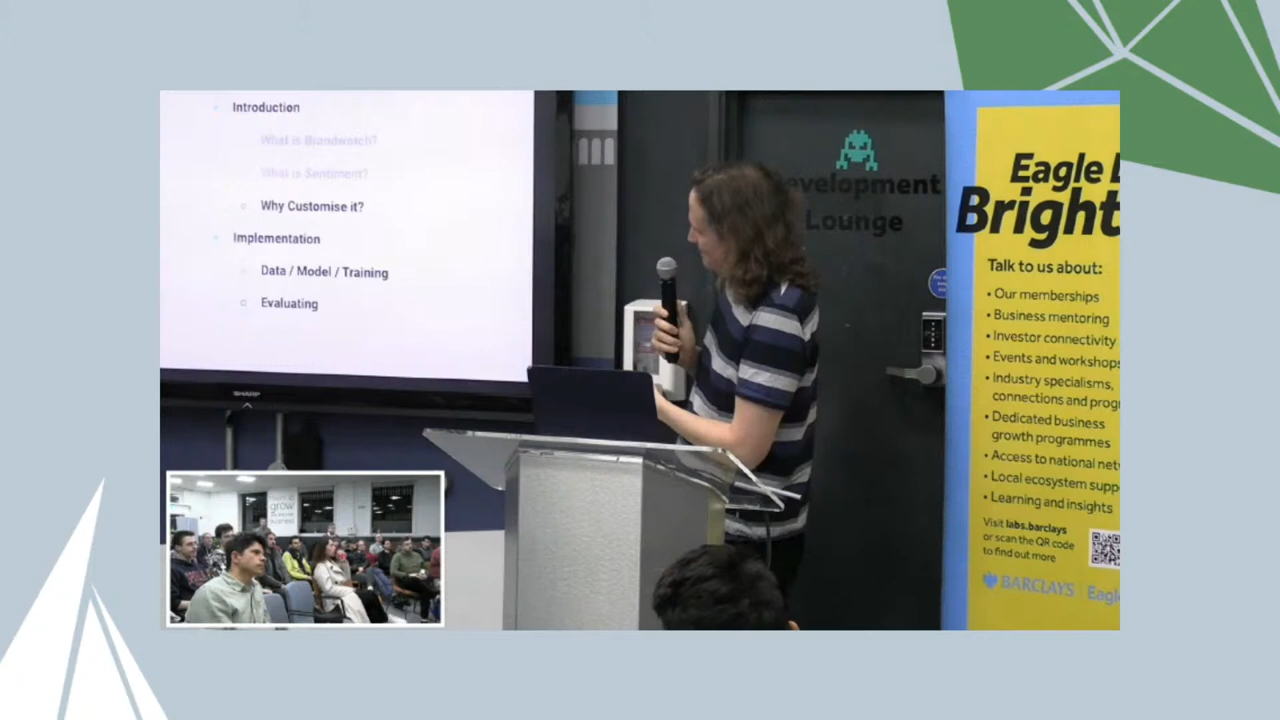 Introduction
What is Brandwatch?
What is Sentiment?
Why Customise it?
Implementation
Data / Model / Training
Evaluating
SHARP
evelopment
Lounge
Eagle
Bright
Talk to us about:
• Our memberships
• Business mentoring
• Investor connectivity
• Events and workshops
• Industry specialisms,
connections and prog
• Dedicated business
growth programmes
• Access to national net
• Local ecosystem supp
• Learning and insights
Visit labs.barclays
or scan the QR code
to find out more
BARCLAYS Eagle
grow